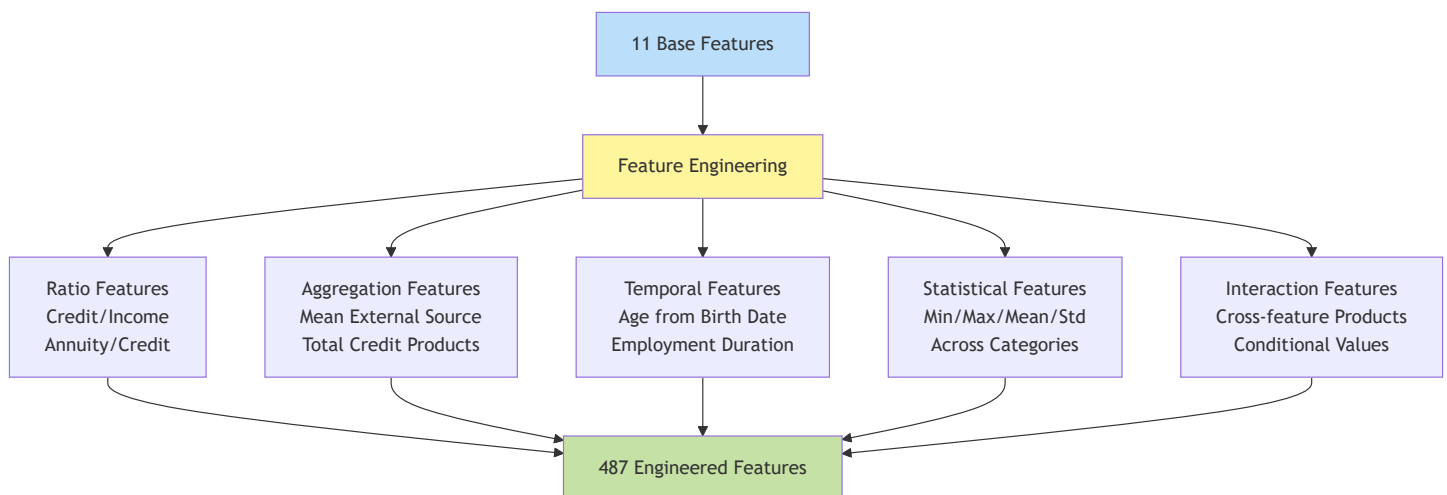 11 Base Features
Feature Engineering
Ratio Features
Credit/Income
Annuity/Credit
Aggregation Features
Mean External Source
Total Credit Products
Temporal Features
Age from Birth Date
Employment Duration
Statistical Features
Min/Max/Mean/Std
Across Categories
Interaction Features
Cross-feature Products
Conditional Values
487 Engineered Features